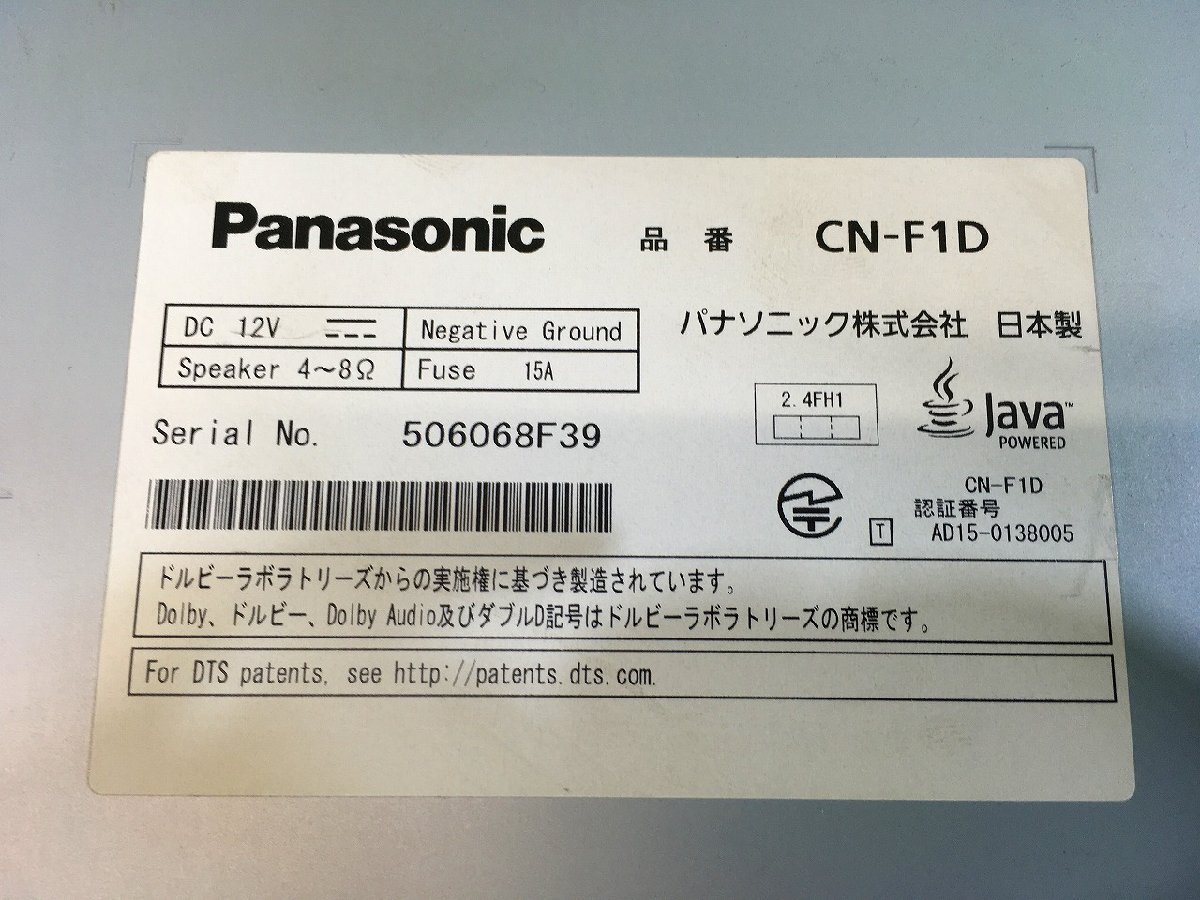 Panasonic 品番 CN-F1D
DC 12V Negative Ground
Speaker 4～8Ω Fuse 15A
パナソニック株式会社 日本製
2.4FH1
Java™
POWERED
Serial No. 506068F39
CN-F1D
認証番号
T AD15-0138005
ドルビーラボラトリーズからの実施権に基づき製造されています。
Dolby、ドルビー、Dolby Audio及びダブルD記号はドルビーラボラトリーズの商標です。
For DTS patents, see http://patents.dts.com.